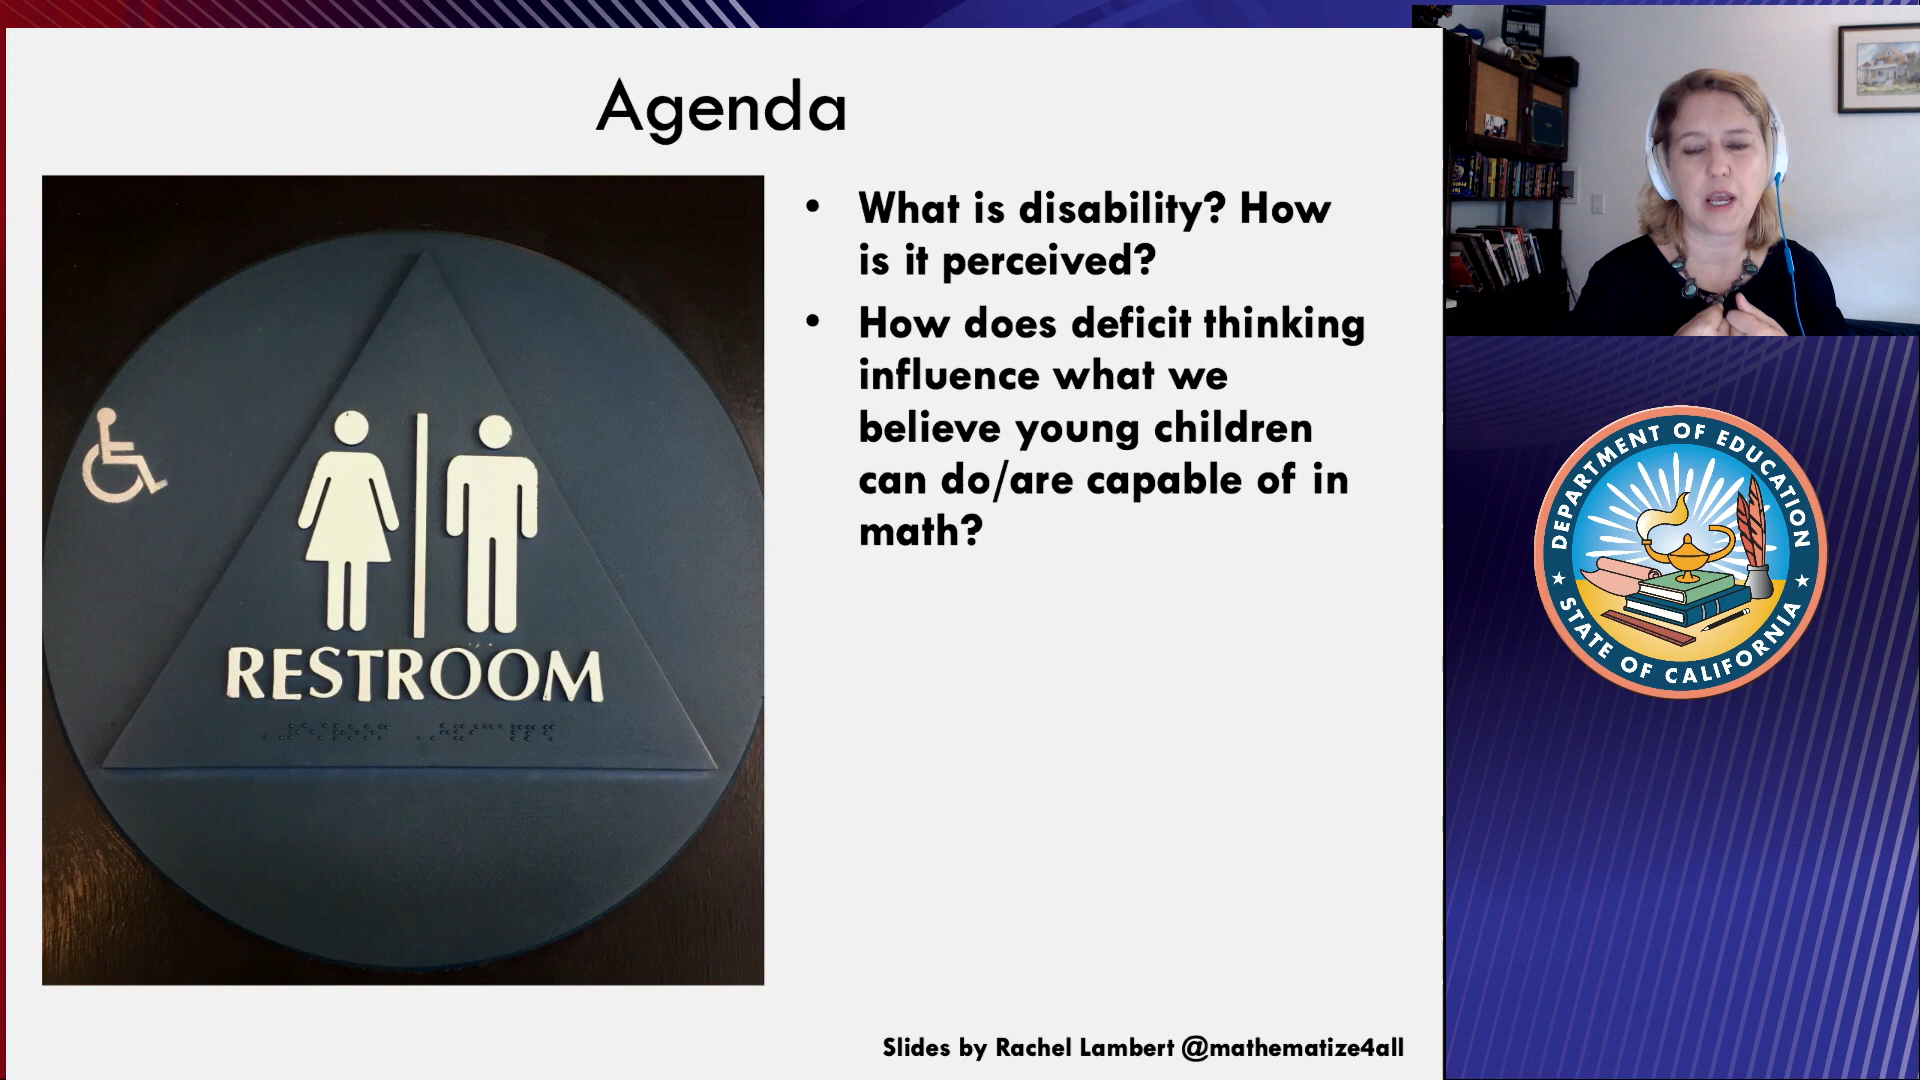 Agenda
• What is disability? How
is it perceived?
• How does deficit thinking
influence what we
believe young children
can do/are capable of in
math?
RESTROOM
Slides by Rachel Lambert @mathematize4all
DEPARTMENT OF EDUCATION
STATE OF CALIFORNIA